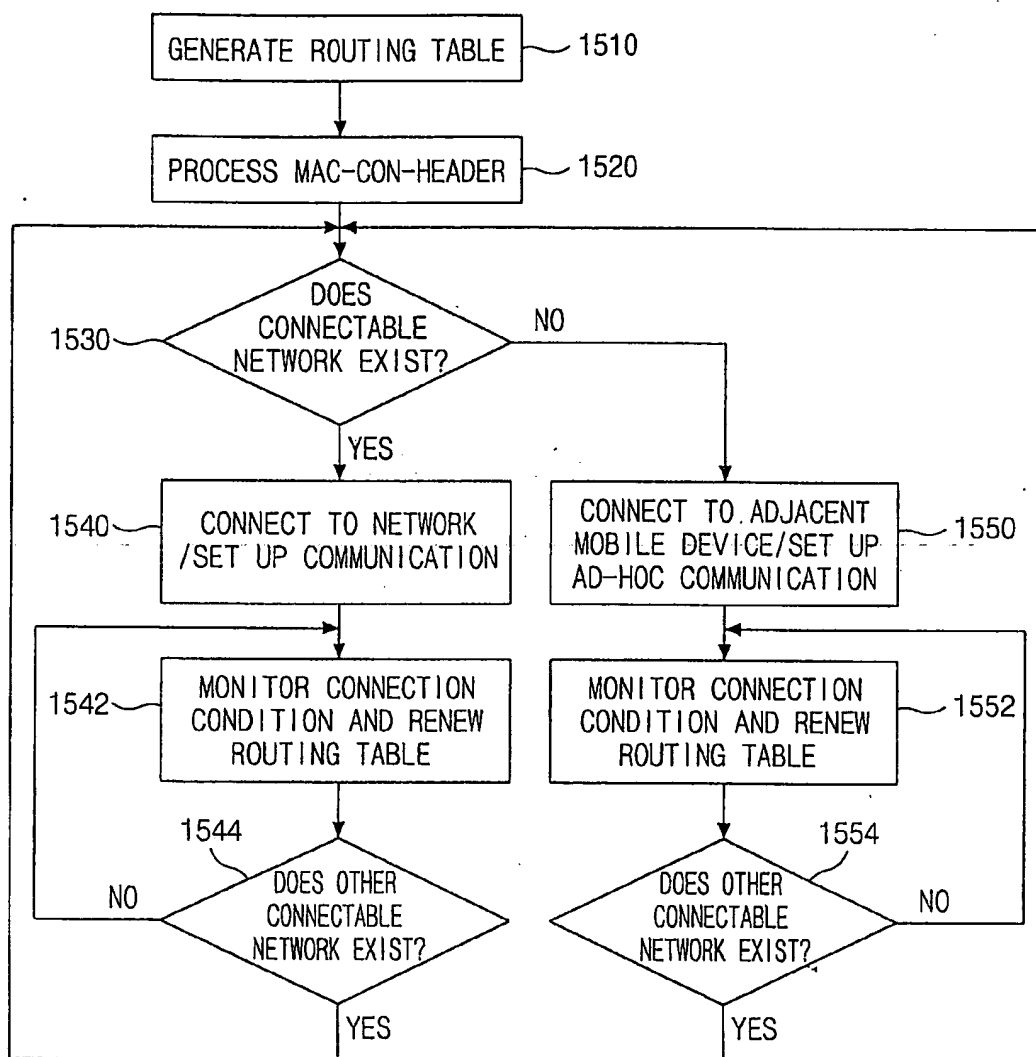 GENERATE ROUTING TABLE
1510
PROCESS MAC-CON-HEADER
1520
DOES
CONNECTABLE
NETWORK EXIST?
1530
NO
YES
1540
CONNECT TO NETWORK
/SET UP COMMUNICATION
CONNECT TO ADJACENT
MOBILE DEVICE/SET UP
AD-HOC COMMUNICATION
1550
1542
MONITOR CONNECTION
CONDITION AND RENEW
ROUTING TABLE
MONITOR CONNECTION
CONDITION AND RENEW
ROUTING TABLE
1552
1544
NO
DOES OTHER
CONNECTABLE
NETWORK EXIST?
YES
1554
DOES OTHER
CONNECTABLE
NETWORK EXIST?
NO
YES